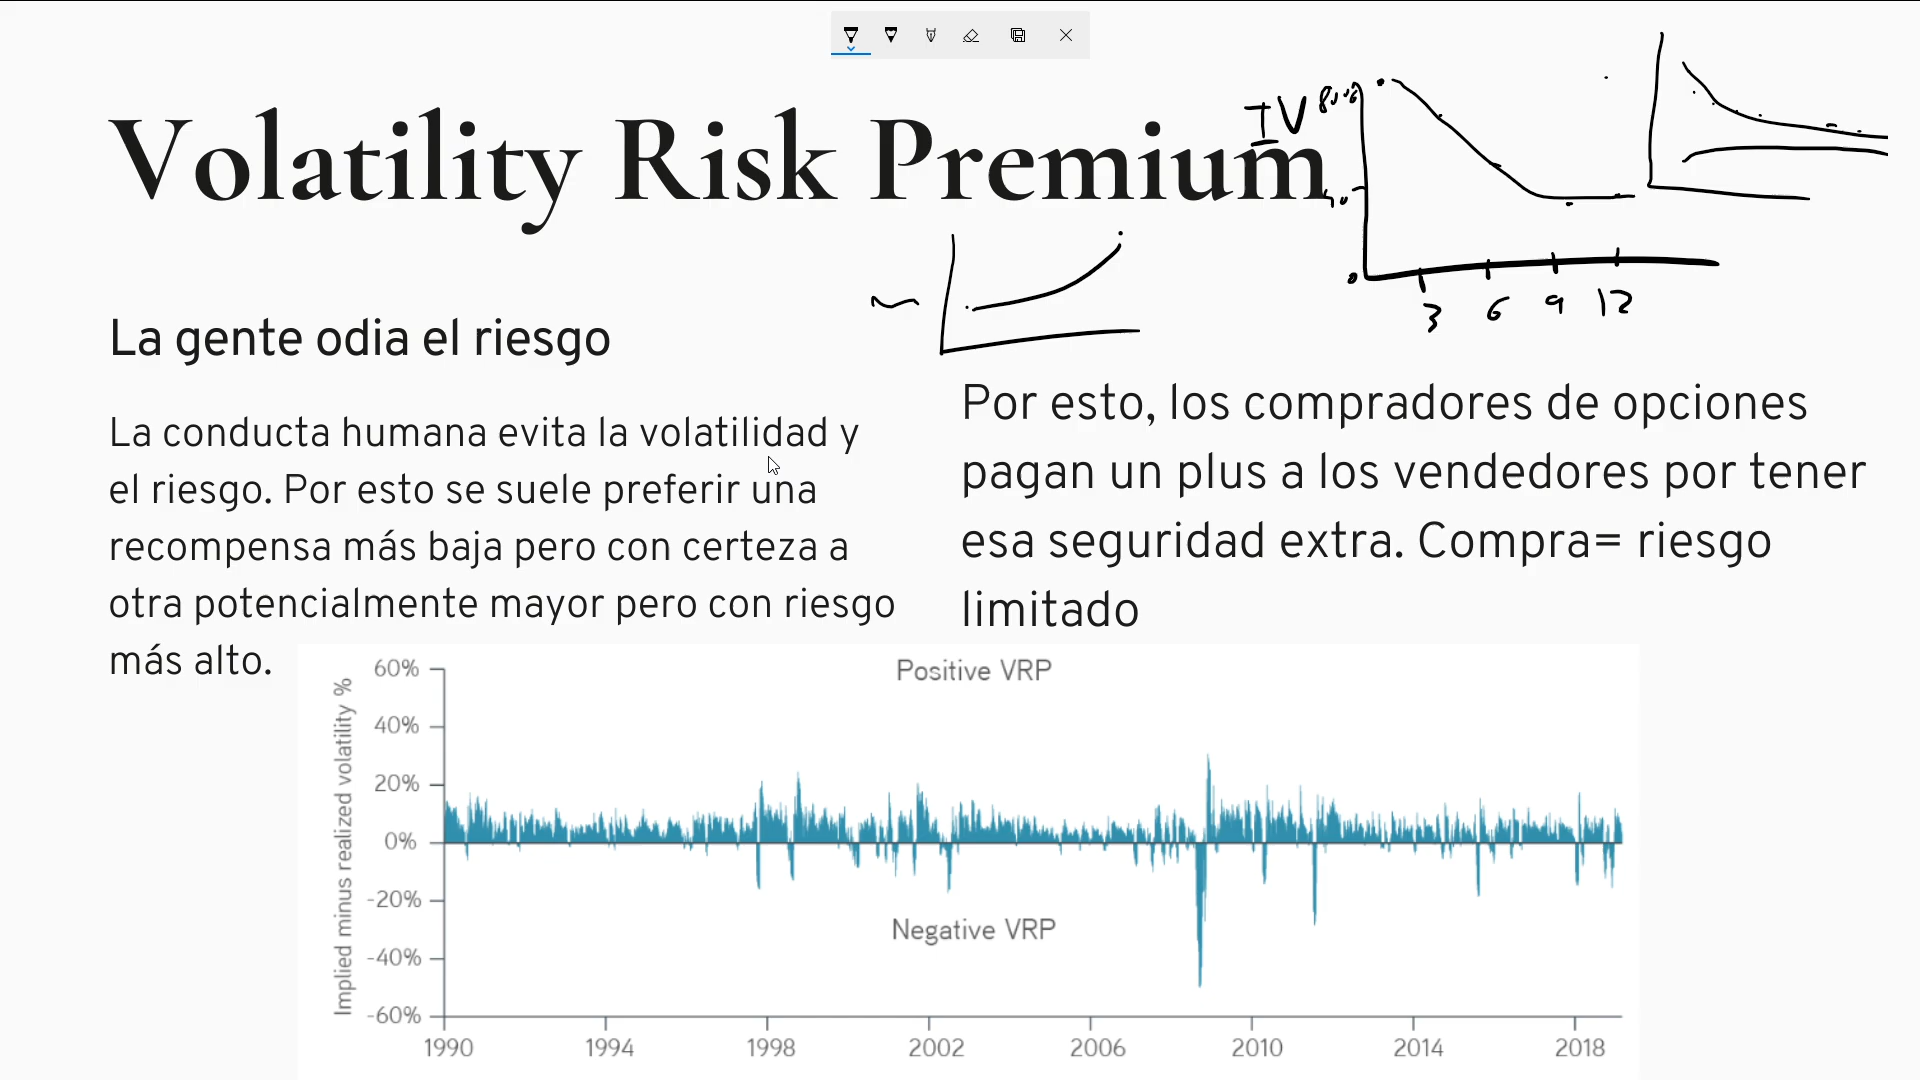 Volatility Risk Premium
IV
80%
40
0
3 6 9 12
La gente odia el riesgo
La conducta humana evita la volatilidad y
el riesgo. Por esto se suele preferir una
recompensa más baja pero con certeza a
otra potencialmente mayor pero con riesgo
más alto.
Por esto, los compradores de opciones
pagan un plus a los vendedores por tener
esa seguridad extra. Compra= riesgo
limitado
Implied minus realized volatility %
60%
40%
20%
0%
-20%
-40%
-60%
Positive VRP
Negative VRP
1990 1994 1998 2002 2006 2010 2014 2018